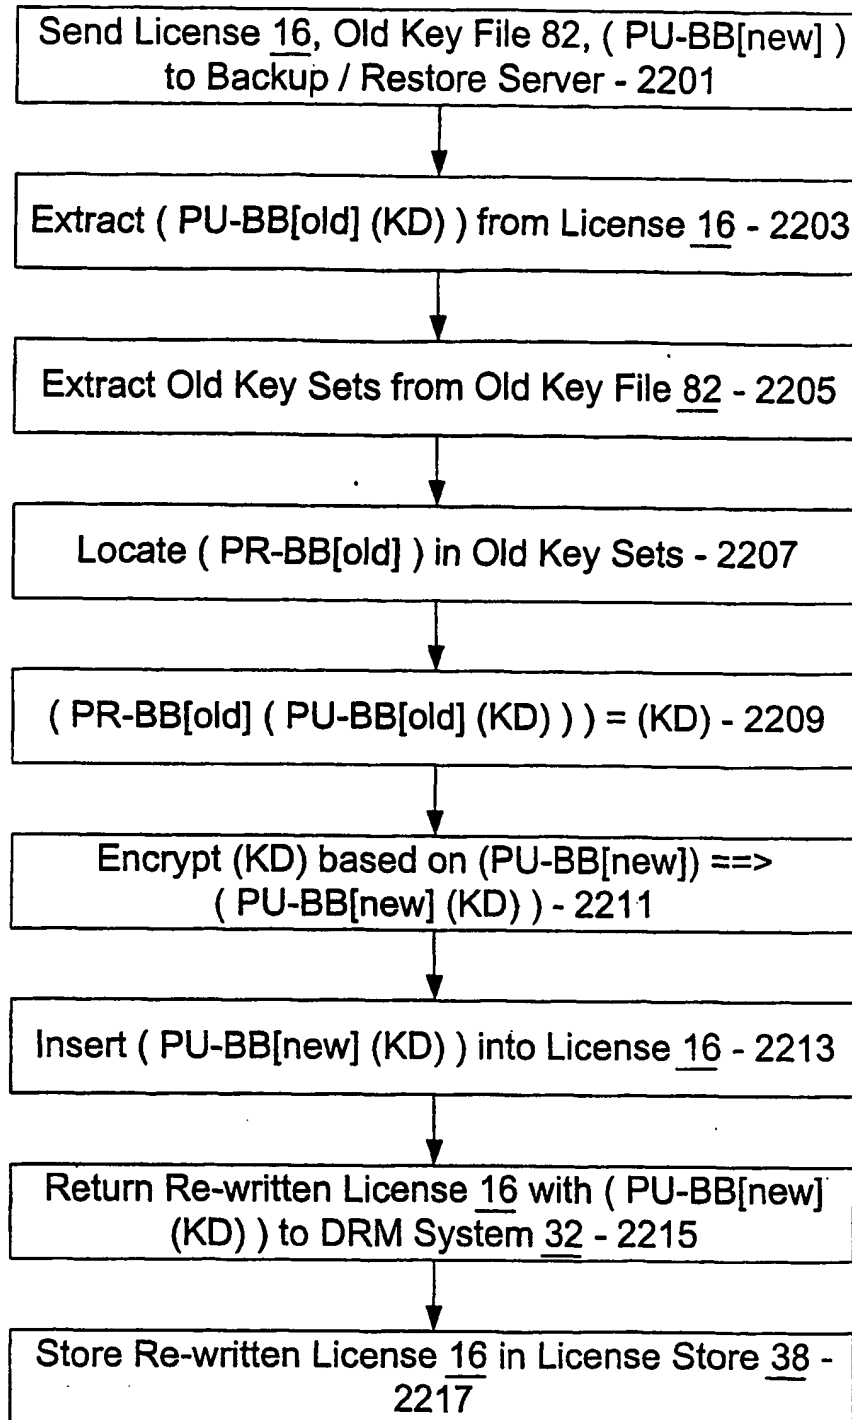 Send License 16, Old Key File 82, ( PU-BB[new] )
to Backup / Restore Server - 2201
Extract ( PU-BB[old] (KD) ) from License 16 - 2203
Extract Old Key Sets from Old Key File 82 - 2205
Locate ( PR-BB[old] ) in Old Key Sets - 2207
( PR-BB[old] ( PU-BB[old] (KD) ) ) = (KD) - 2209
Encrypt (KD) based on (PU-BB[new]) ==>
( PU-BB[new] (KD) ) - 2211
Insert ( PU-BB[new] (KD) ) into License 16 - 2213
Return Re-written License 16 with ( PU-BB[new]
(KD) ) to DRM System 32 - 2215
Store Re-written License 16 in License Store 38 -
2217